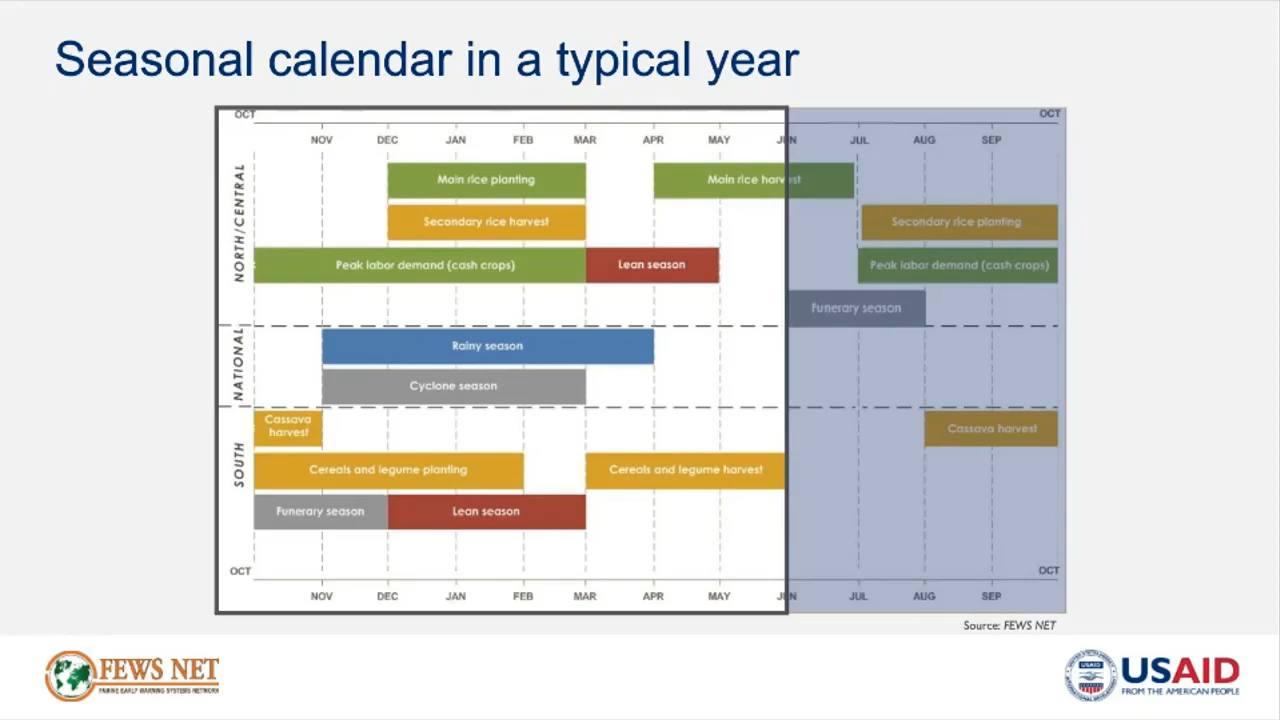 Seasonal calendar in a typical year
OCT
OCT
NOV DEC JAN FEB MAR APR MAY JUN JUL AUG SEP
NORTH/CENTRAL
Main rice planting
Main rice harvest
Secondary rice harvest
Secondary rice planting
Peak labor demand (cash crops)
Lean season
Peak labor demand (cash crops)
Funerary season
NATIONAL
Rainy season
Cyclone season
SOUTH
Cassava
harvest
Cassava harvest
Cereals and legume planting
Cereals and legume harvest
Funerary season
Lean season
OCT
OCT
NOV DEC JAN FEB MAR APR MAY JUN JUL AUG SEP
Source: FEWS NET
FEWS NET
FAMINE EARLY WARNING SYSTEMS NETWORK
USAID
USAID
FROM THE AMERICAN PEOPLE